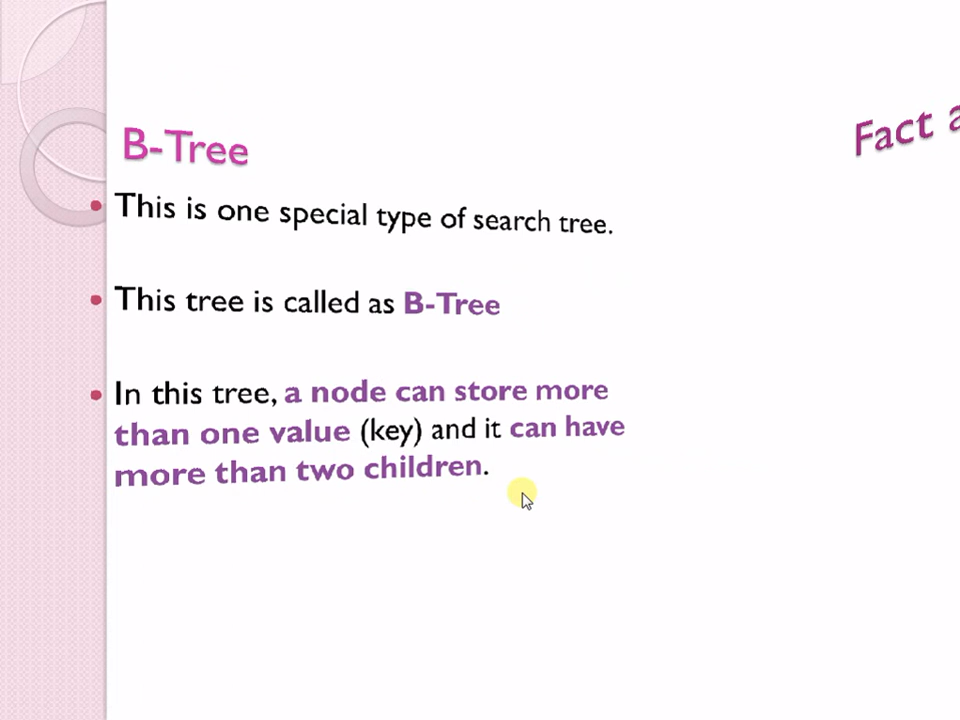 B-Tree
Fact a
This is one special type of search tree.
This tree is called as B-Tree
In this tree, a node can store more
than one value (key) and it can have
more than two children.